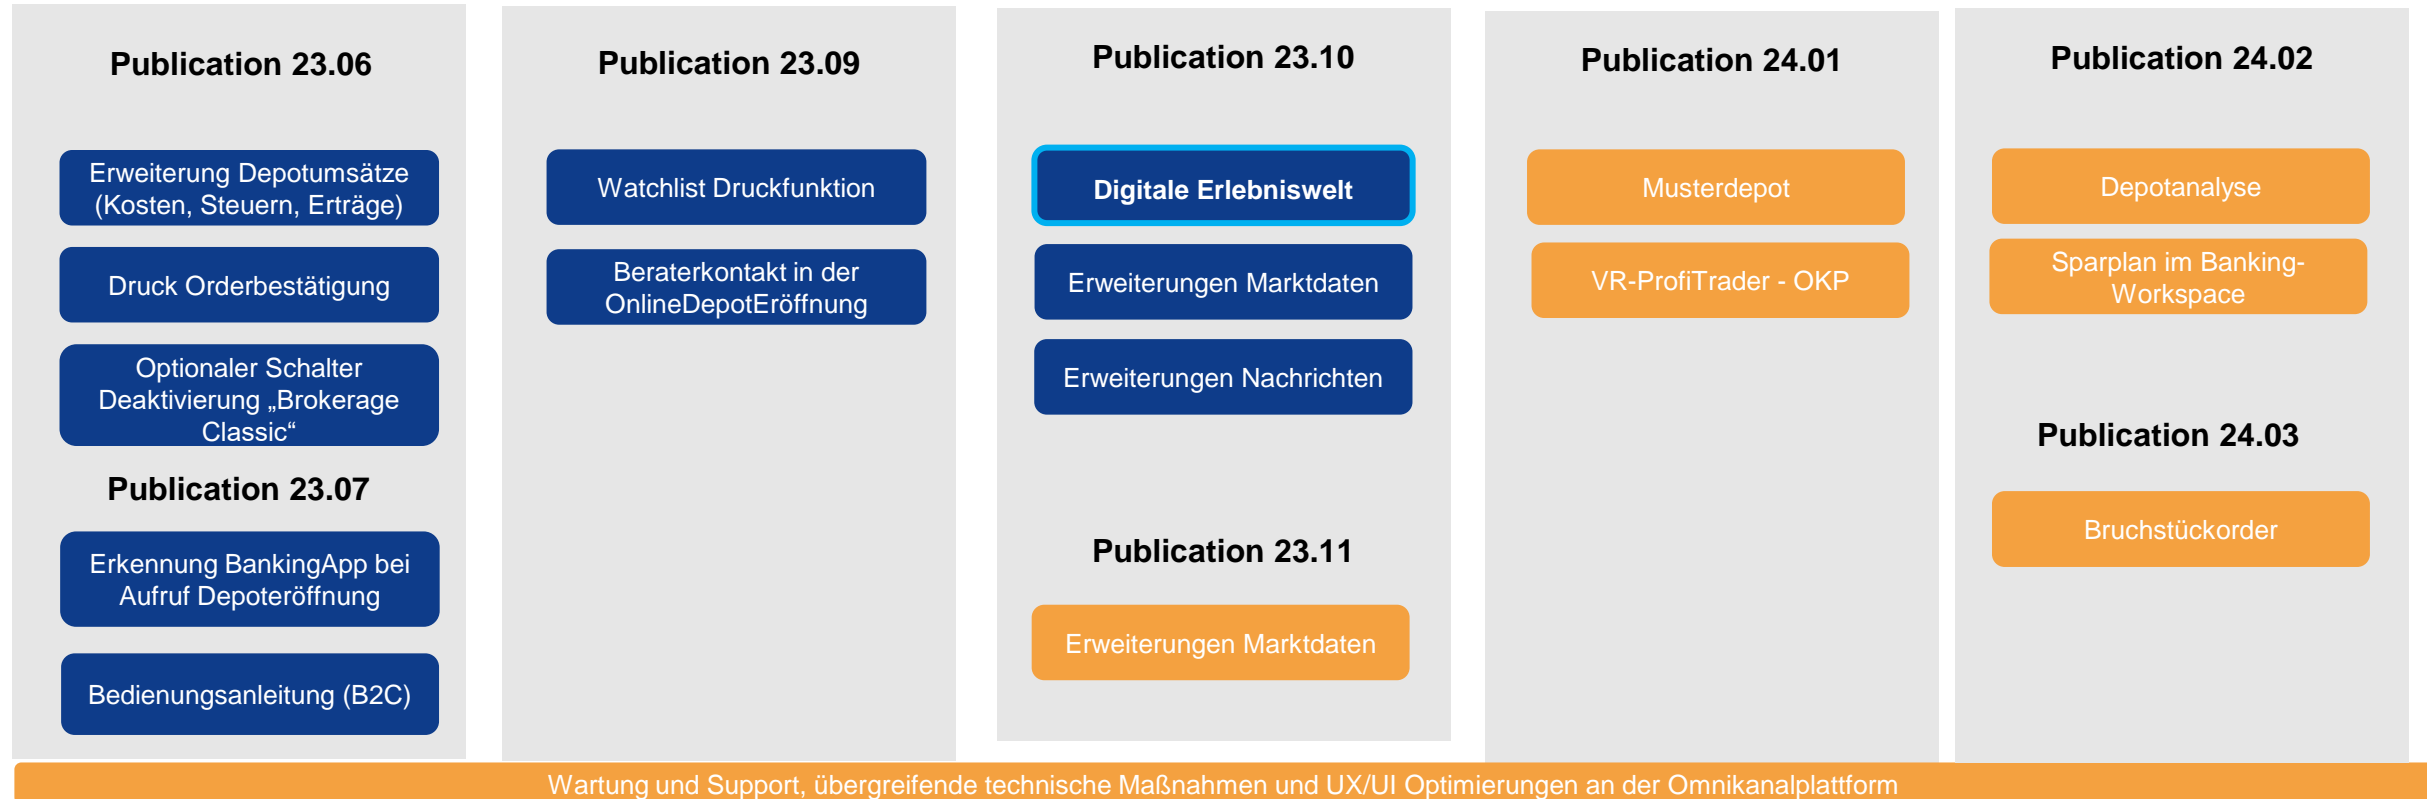 Publication 23.06
Erweiterung Depotumsätze
(Kosten, Steuern, Erträge)
Druck Orderbestätigung
Optionaler Schalter
Deaktivierung „Brokerage
Classic“
Publication 23.07
Erkennung BankingApp bei
Aufruf Depoteröffnung
Bedienungsanleitung (B2C)
Publication 23.09
Watchlist Druckfunktion
Beraterkontakt in der
OnlineDepotEröffnung
Publication 23.10
Digitale Erlebniswelt
Erweiterungen Marktdaten
Erweiterungen Nachrichten
Publication 23.11
Erweiterungen Marktdaten
Publication 24.01
Musterdepot
VR-ProfiTrader - OKP
Publication 24.02
Depotanalyse
Sparplan im Banking-
Workspace
Publication 24.03
Bruchstückorder
Wartung und Support, übergreifende technische Maßnahmen und UX/UI Optimierungen an der Omnikanalplattform